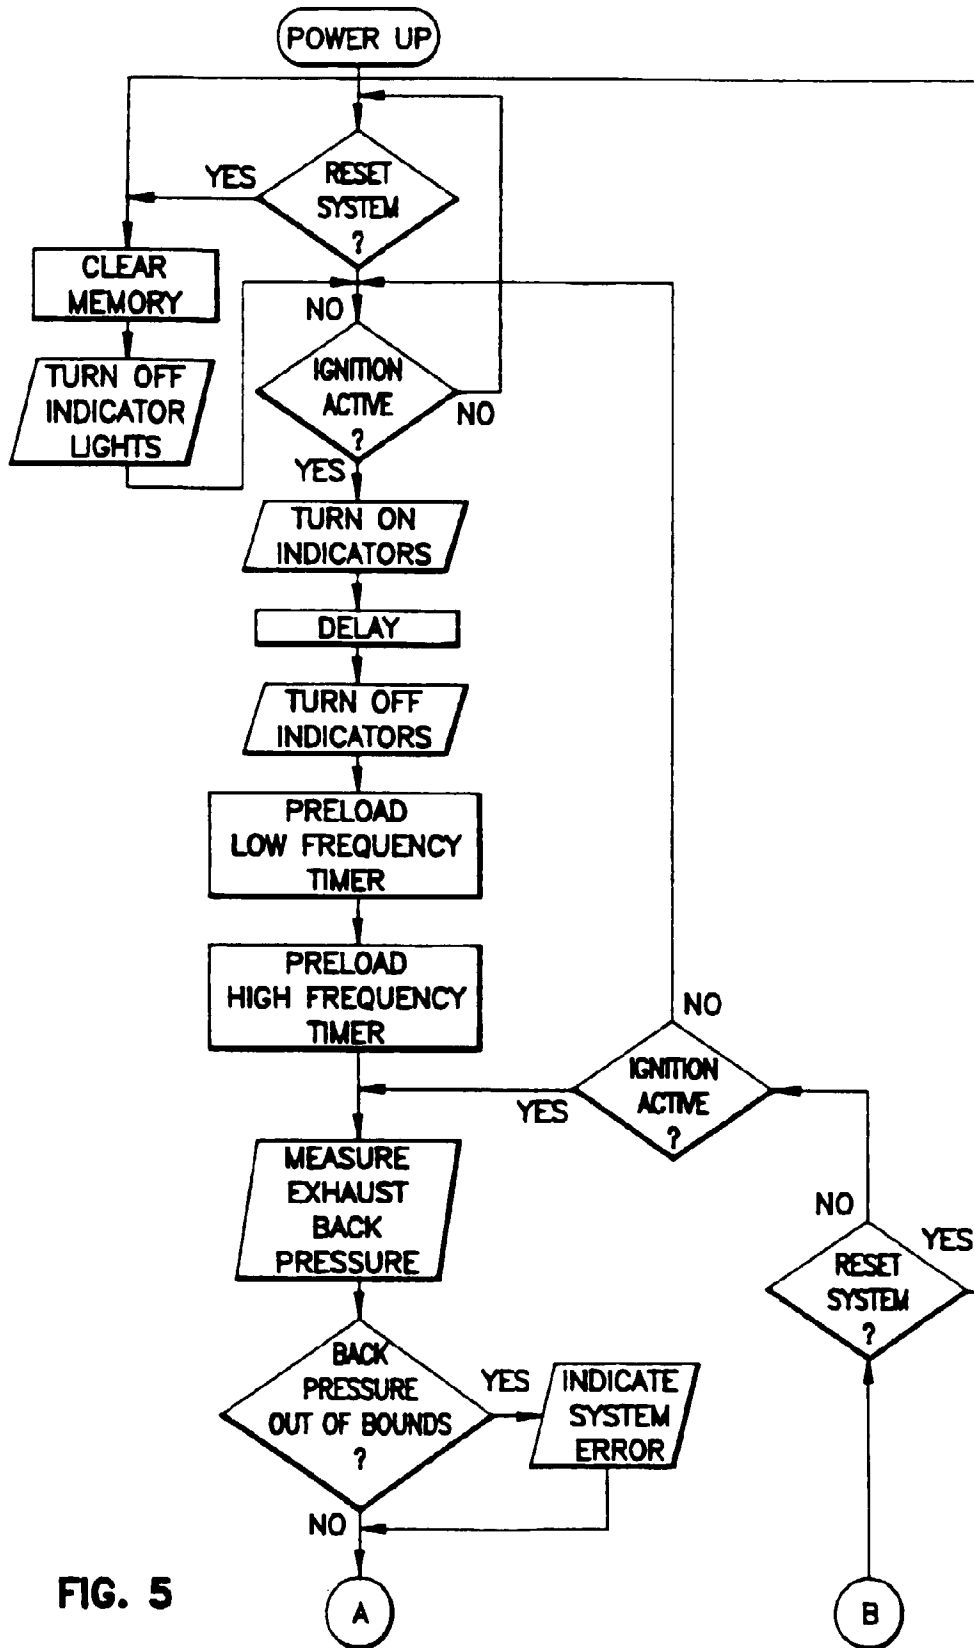 POWER UP
YES
RESET
SYSTEM
?
CLEAR
MEMORY
NO
TURN OFF
INDICATOR
LIGHTS
IGNITION
ACTIVE
?
NO
YES
TURN ON
INDICATORS
DELAY
TURN OFF
INDICATORS
PRELOAD
LOW FREQUENCY
TIMER
PRELOAD
HIGH FREQUENCY
TIMER
NO
IGNITION
ACTIVE
?
YES
MEASURE
EXHAUST
BACK
PRESSURE
NO
YES
RESET
SYSTEM
?
BACK
PRESSURE
OUT OF BOUNDS
?
YES
INDICATE
SYSTEM
ERROR
NO
FIG. 5
A
B